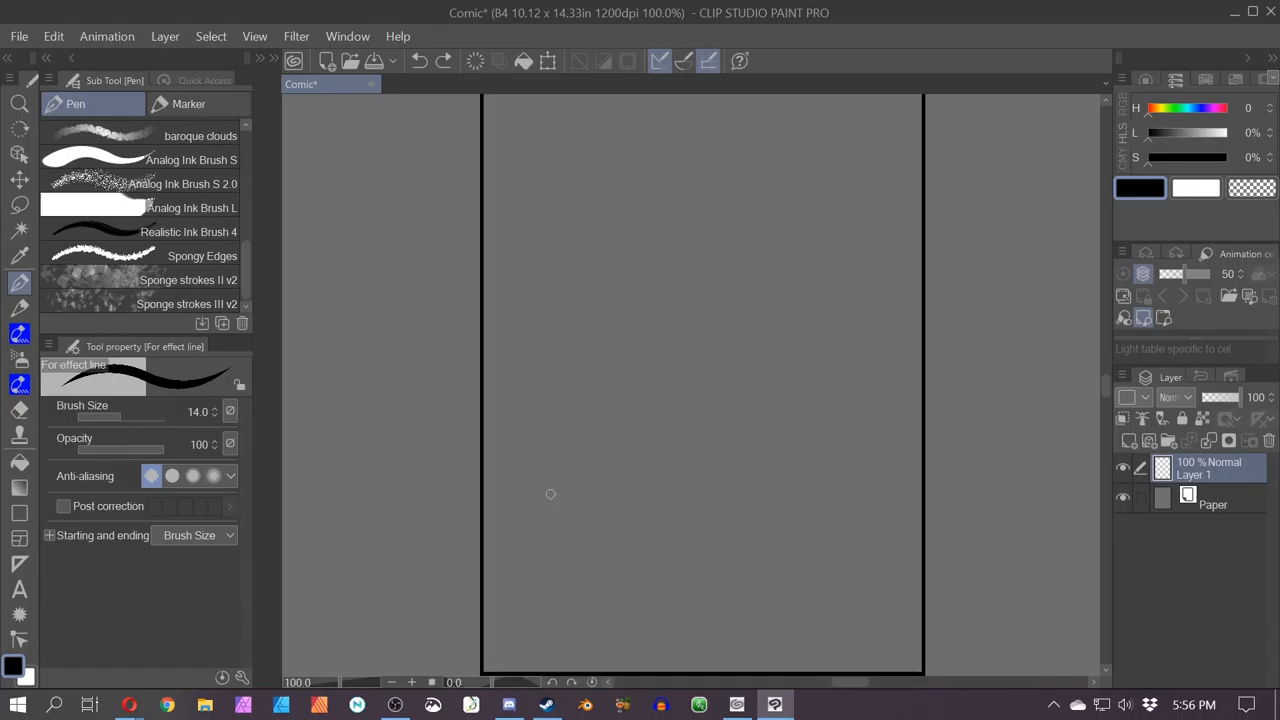 Comic* (B4 10.12 x 14.33in 1200dpi 100.0%) - CLIP STUDIO PAINT PRO
File Edit Animation Layer Select View Filter Window Help
Sub Tool [Pen] Quick Access
Comic*
Pen Marker
baroque clouds
Analog Ink Brush S
Analog Ink Brush S 2.0
Analog Ink Brush L
Realistic Ink Brush 4
Spongy Edges
Sponge strokes II v2
Sponge strokes III v2
Tool property [For effect line]
For effect line
Brush Size 14.0
Opacity 100
Anti-aliasing
Post correction
Starting and ending Brush Size
100.0 0.0
RGB
HLS
CMY
H 0
L 0%
S 0%
Animation ce
50
Light table specific to cel
Layer
Norm 100
100 % Normal
Layer 1
Paper
5:56 PM